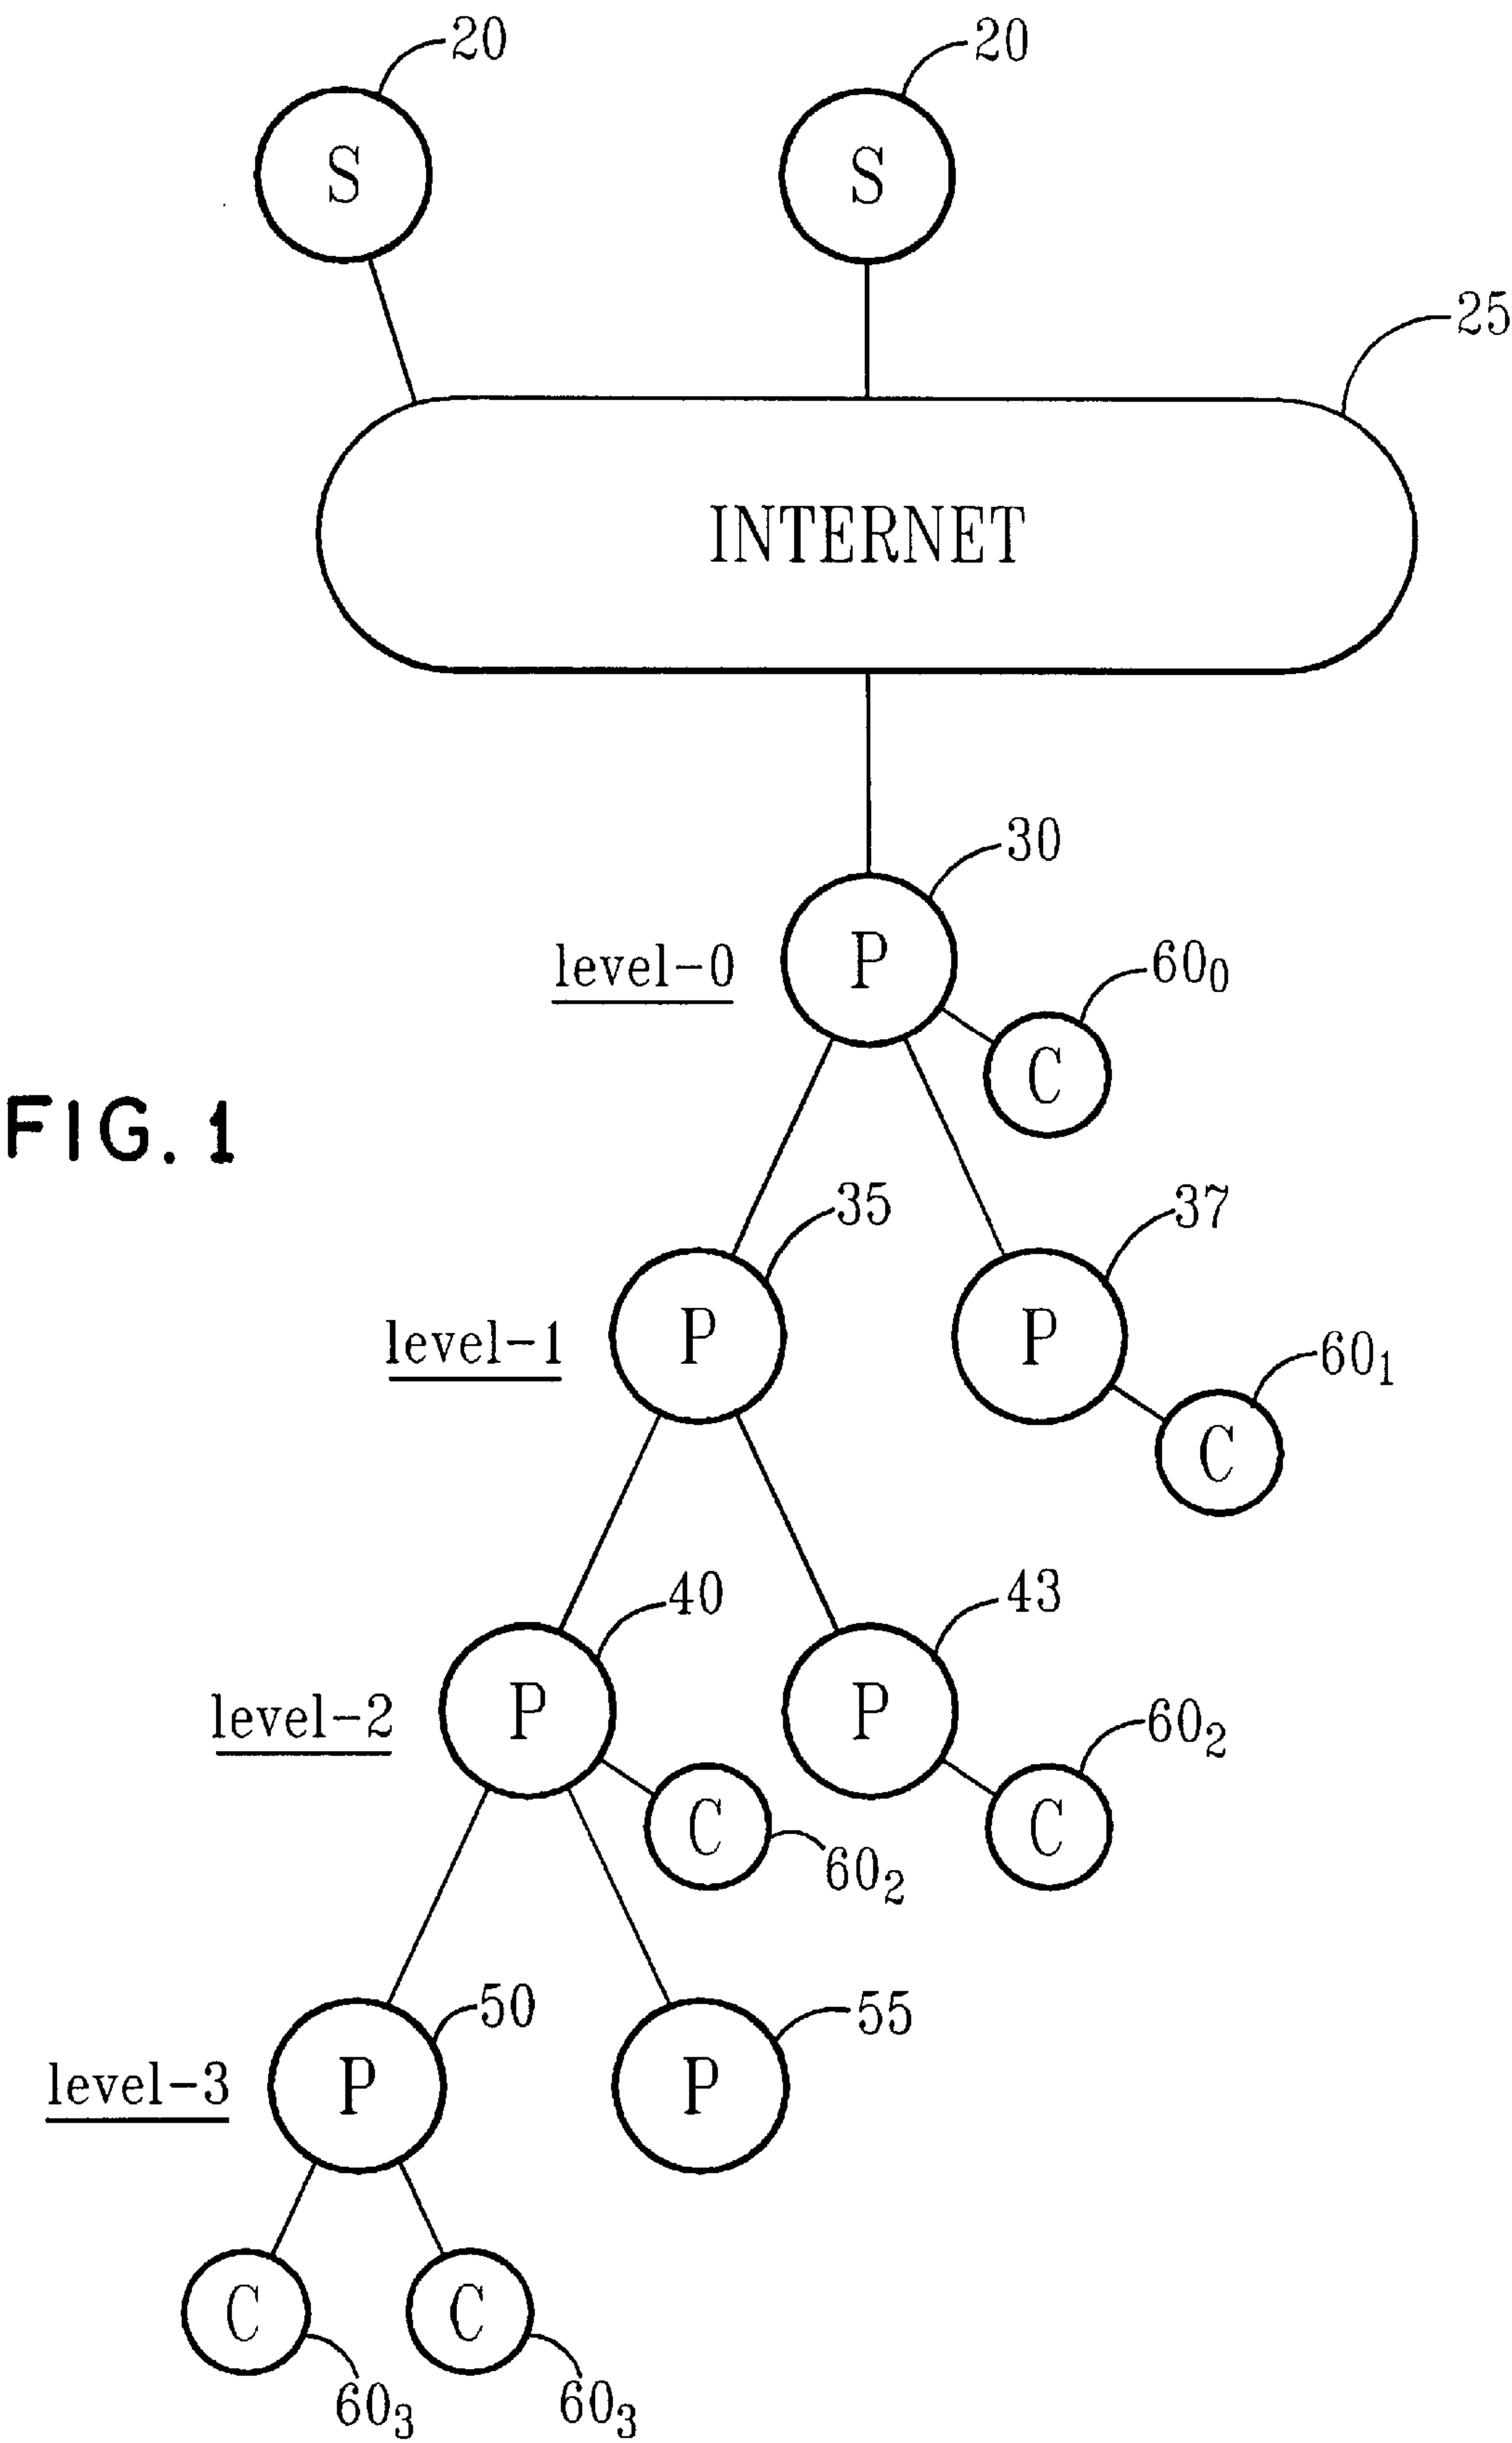 20
20
S
S
25
INTERNET
30
level-0
P
60₀
C
FIG. 1
35
37
level-1
P
P
60₁
C
40
43
level-2
P
P
60₂
C
C
60₂
50
55
level-3
P
P
C
C
60₃
60₃